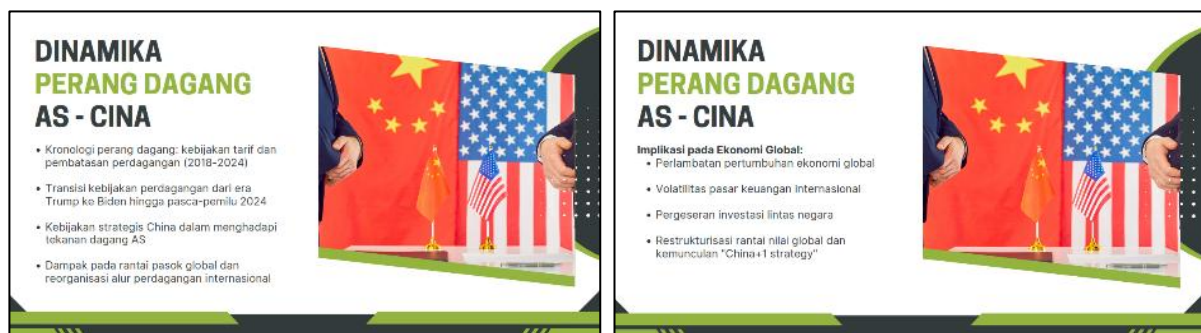 DINAMIKA
PERANG DAGANG
AS - CINA
• Kronologi perang dagang: kebijakan tarif dan
pembatasan perdagangan (2018-2024)
• Transisi kebijakan perdagangan dari era
Trump ke Biden hingga pasca-pemilu 2024
• Kebijakan strategis China dalam menghadapi
tekanan dagang AS
• Dampak pada rantai pasok global dan
reorganisasi alur perdagangan internasional
DINAMIKA
PERANG DAGANG
AS - CINA
Implikasi pada Ekonomi Global:
• Perlambatan pertumbuhan ekonomi global
• Volatilitas pasar keuangan internasional
• Pergeseran investasi lintas negara
• Restrukturisasi rantai nilai global dan
kemunculan "China+1 strategy"